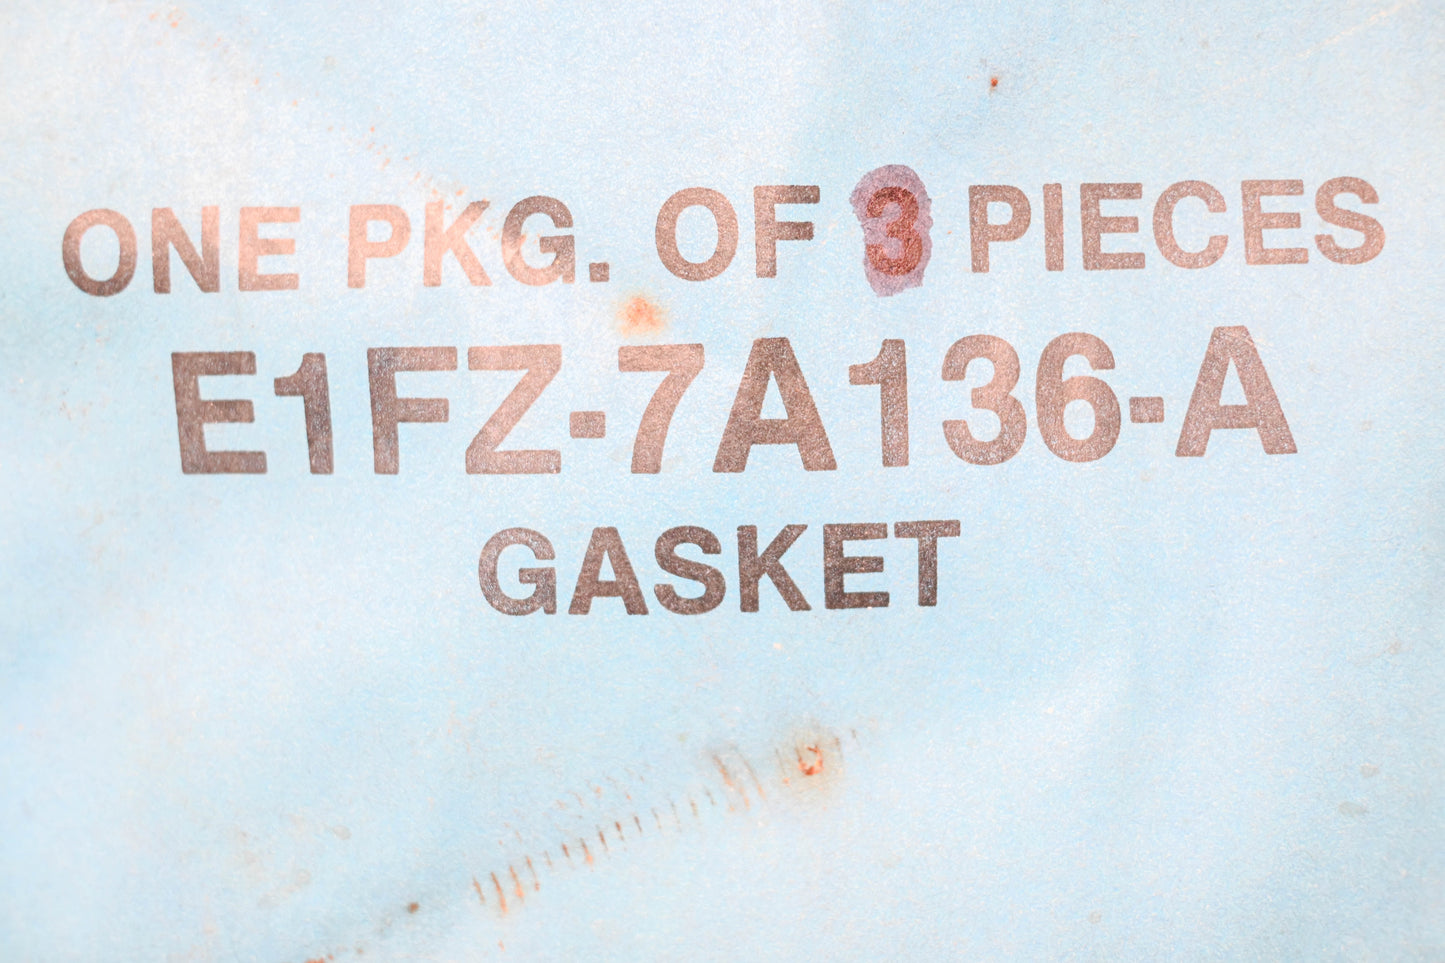 ONE PKG. OF 3 PIECES
E1FZ-7A136-A
GASKET